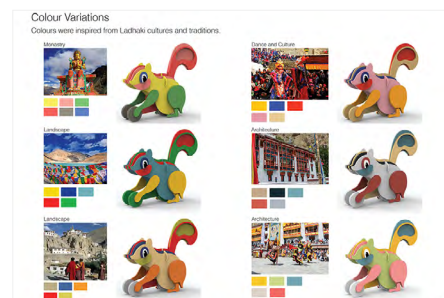 Colour Variations
Colours were inspired from Ladhaki cultures and traditions.
Monastry
Dance and Culture
Landscape
Architecture
Landscape
Architecture